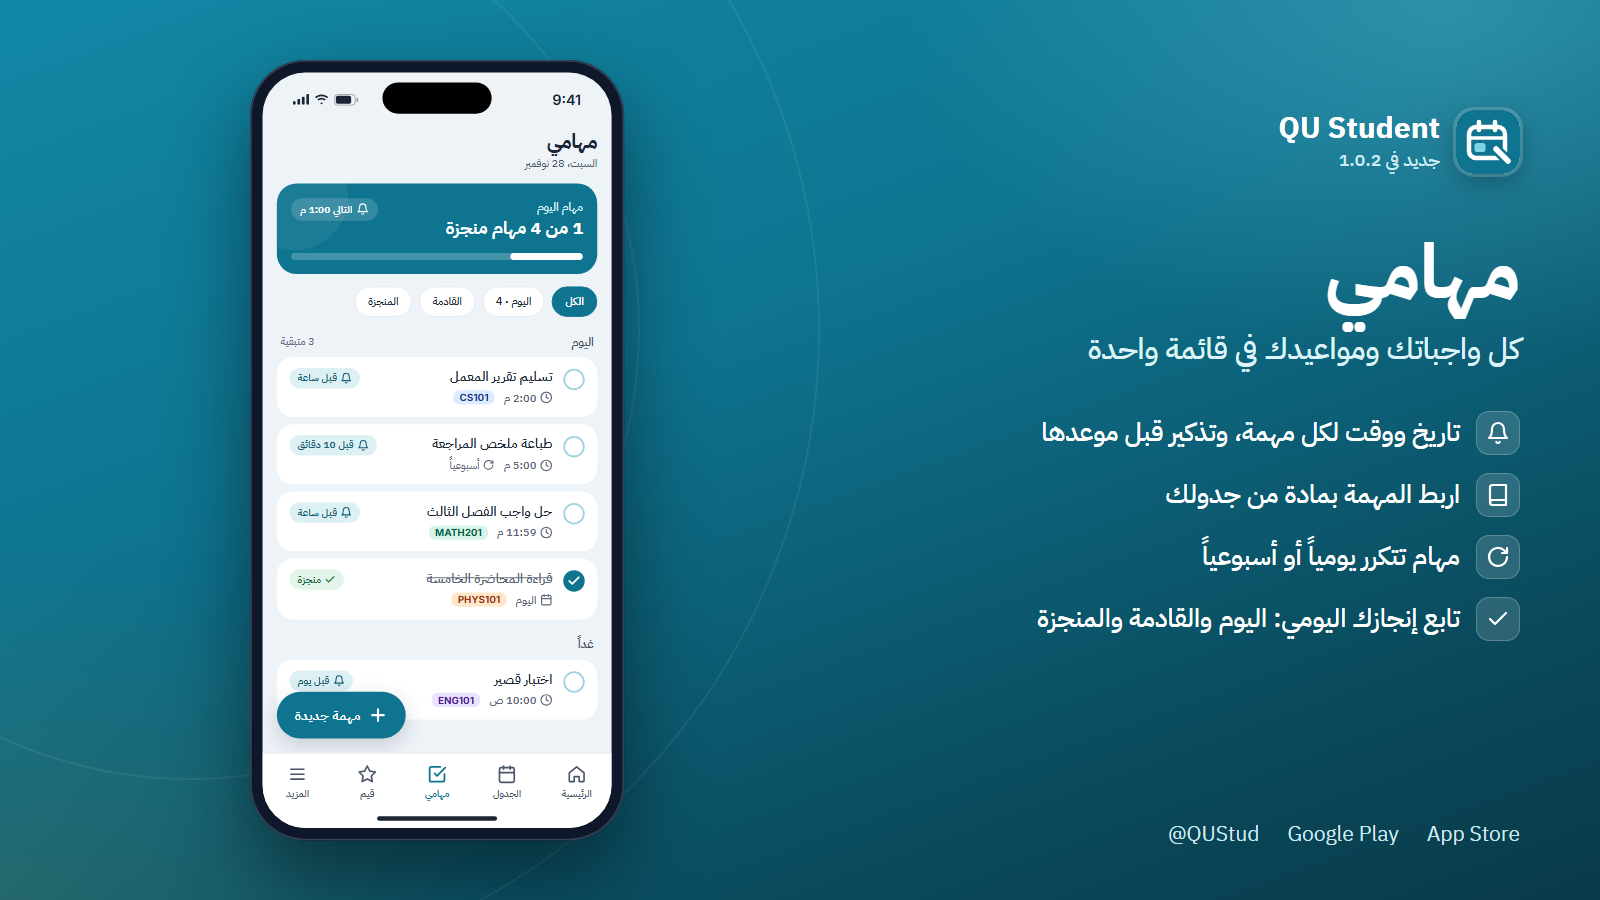 QU Student
جديد في 1.0.2
مهامي
كل واجباتك ومواعيدك في قائمة واحدة
تاريخ ووقت لكل مهمة، وتذكير قبل موعدها
اربط المهمة بمادة من جدولك
مهام تتكرر يومياً أو أسبوعياً
تابع إنجازك اليومي: اليوم والقادمة والمنجزة
@QUStud Google Play App Store
9:41
مهامي
السبت، 28 نوفمبر
مهام اليوم
التالي 1:00 م
1 من 4 مهام منجزة
الكل
اليوم · 4
القادمة
المنجزة
اليوم
3 متبقية
تسليم تقرير المعمل
قبل ساعة
2:00 م CS101
طباعة ملخص المراجعة
قبل 10 دقائق
5:00 م أسبوعياً
حل واجب الفصل الثالث
قبل ساعة
11:59 م MATH201
قراءة المحاضرة الخامسة
منجزة
اليوم PHYS101
غداً
اختبار قصير
قبل يوم
10:00 ص ENG101
مهمة جديدة
الرئيسية
الجدول
مهامي
قيم
المزيد